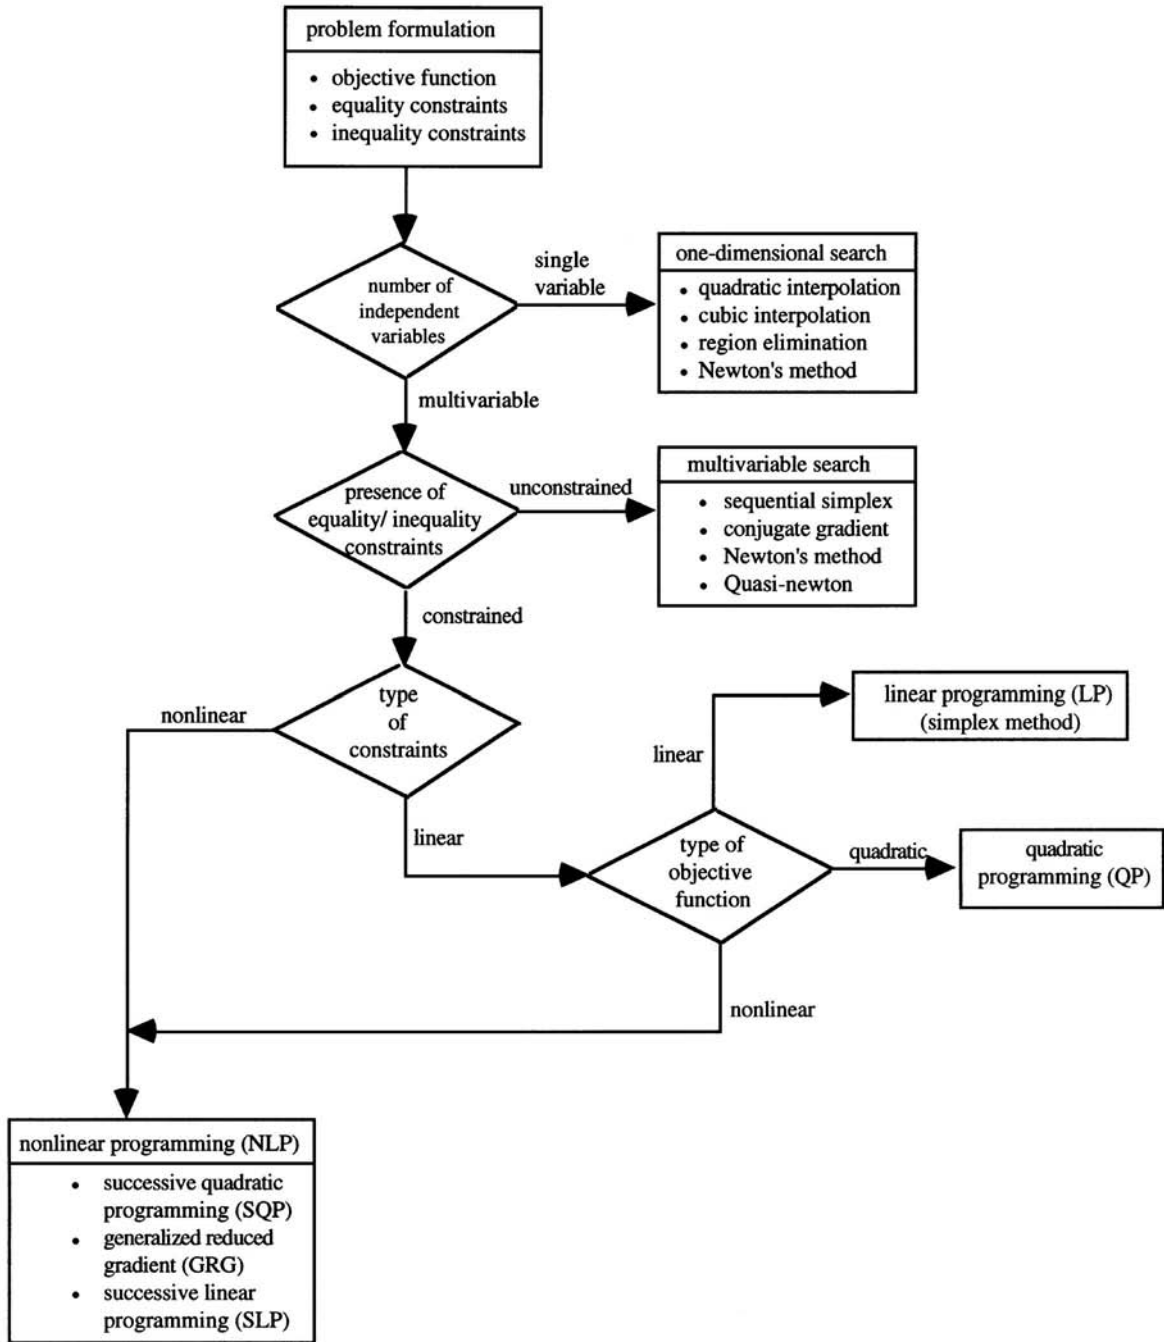 problem formulation
• objective function
• equality constraints
• inequality constraints
number of
independent
variables
single
variable
one-dimensional search
• quadratic interpolation
• cubic interpolation
• region elimination
• Newton's method
multivariable
presence of
equality/ inequality
constraints
unconstrained
multivariable search
• sequential simplex
• conjugate gradient
• Newton's method
• Quasi-newton
constrained
type
of
constraints
nonlinear
linear
linear programming (LP)
(simplex method)
linear
type of
objective
function
quadratic
quadratic
programming (QP)
nonlinear
nonlinear programming (NLP)
• successive quadratic
programming (SQP)
• generalized reduced
gradient (GRG)
• successive linear
programming (SLP)